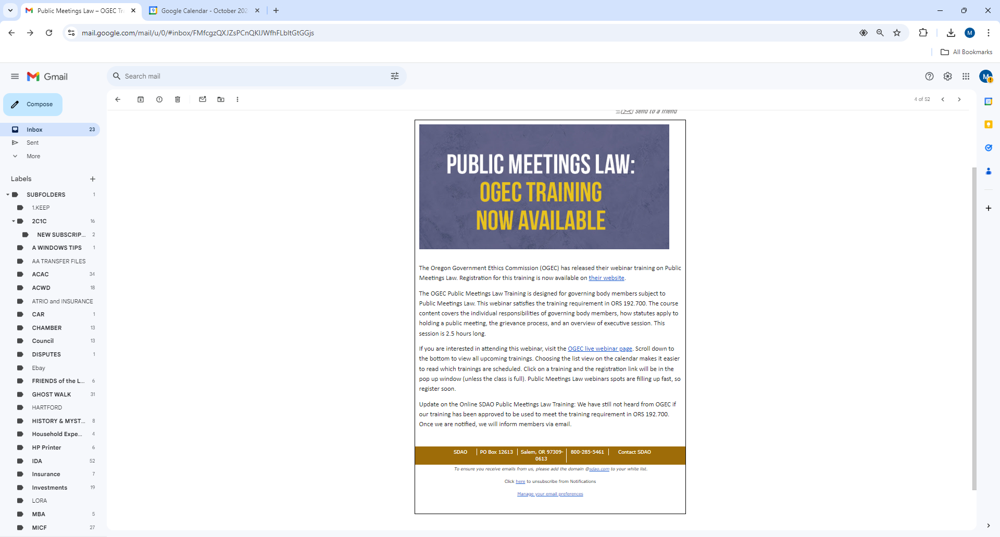 Public Meetings Law – OGEC Tr
Google Calendar - October 202
mail.google.com/mail/u/0/#inbox/FMfcgzQXJZsPCnQKlJWfhFLbltGtGGjs
M
All Bookmarks
Gmail
Search mail
M
Compose
4 of 52
send to a friend
Inbox 23
Sent
More
Labels
SUBFOLDERS 1
1.KEEP
2C1C 16
NEW SUBSCRIP... 2
A WINDOWS TIPS 1
AA TRANSFER FILES
ACAC 34
ACWD 18
ATRIO and INSURANCE
CAR 1
CHAMBER 13
Council 13
DISPUTES 1
Ebay
FRIENDS of the L... 6
GHOST WALK 31
HARTFORD
HISTORY & MYST... 8
Household Expe... 4
HP Printer 6
IDA 52
Insurance 7
Investments 19
LORA
MBA 5
MICF 27
PUBLIC MEETINGS LAW:
OGEC TRAINING
NOW AVAILABLE
The Oregon Government Ethics Commission (OGEC) has released their webinar training on Public
Meetings Law. Registration for this training is now available on their website.
The OGEC Public Meetings Law Training is designed for governing body members subject to
Public Meetings Law. This webinar satisfies the training requirement in ORS 192.700. The course
content covers the individual responsibilities of governing body members, how statutes apply to
holding a public meeting, the grievance process, and an overview of executive session. This
session is 2.5 hours long.
If you are interested in attending this webinar, visit the OGEC live webinar page. Scroll down to
the bottom to view all upcoming trainings. Choosing the list view on the calendar makes it easier
to read which trainings are scheduled. Click on a training and the registration link will be in the
pop up window (unless the class is full). Public Meetings Law webinars spots are filling up fast, so
register soon.
Update on the Online SDAO Public Meetings Law Training: We have still not heard from OGEC if
our training has been approved to be used to meet the training requirement in ORS 192.700.
Once we are notified, we will inform members via email.
SDAO | PO Box 12613 | Salem, OR 97309- | 800-285-5461 | Contact SDAO
0613
To ensure you receive emails from us, please add the domain @sdao.com to your white list.
Click here to unsubscribe from Notifications
Manage your email preferences